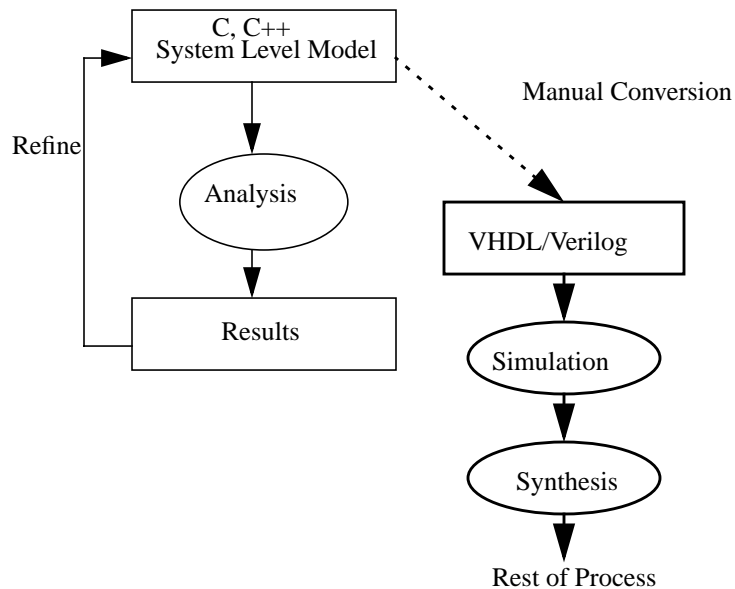 C, C++
System Level Model
Manual Conversion
Refine
Analysis
VHDL/Verilog
Results
Simulation
Synthesis
Rest of Process